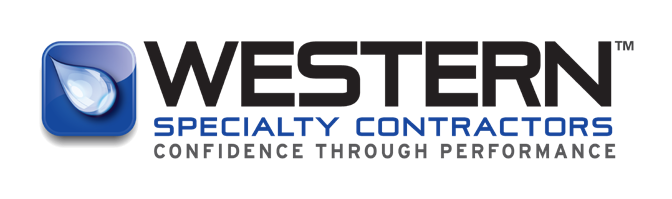 WESTERN™
SPECIALTY CONTRACTORS
CONFIDENCE THROUGH PERFORMANCE